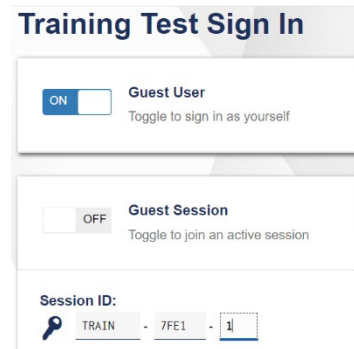 Training Test Sign In
ON
Guest User
Toggle to sign in as yourself
OFF
Guest Session
Toggle to join an active session
Session ID:
TRAIN - 7FE1 - 1